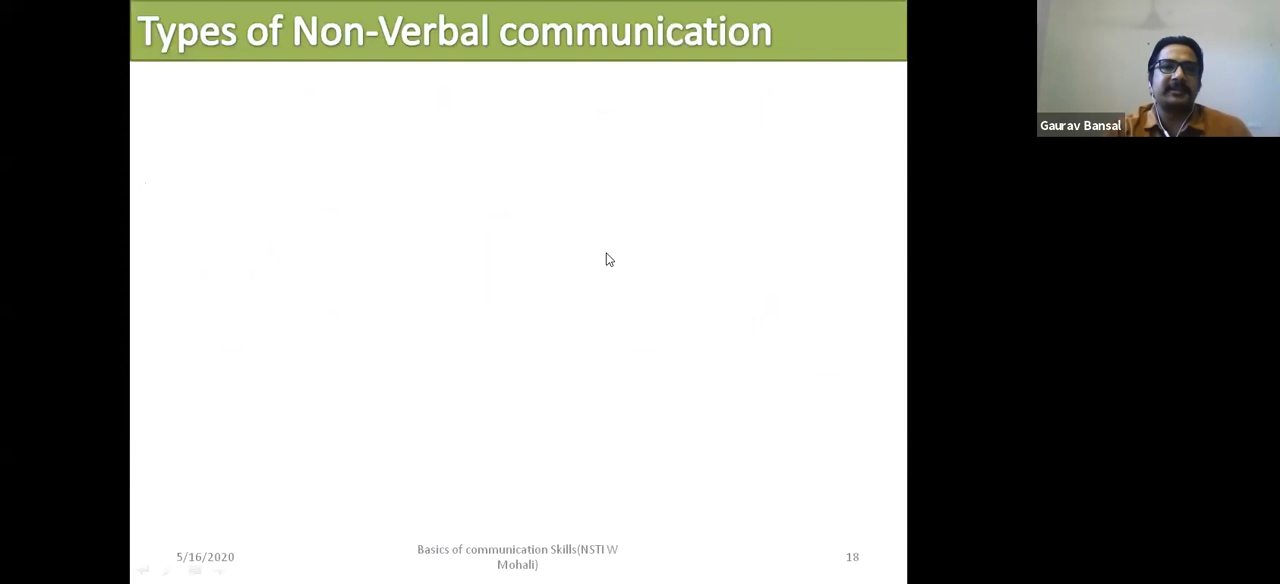 Types of Non-Verbal communication
Gaurav Bansal
5/16/2020
Basics of communication Skills(NSTI W
Mohali)
18